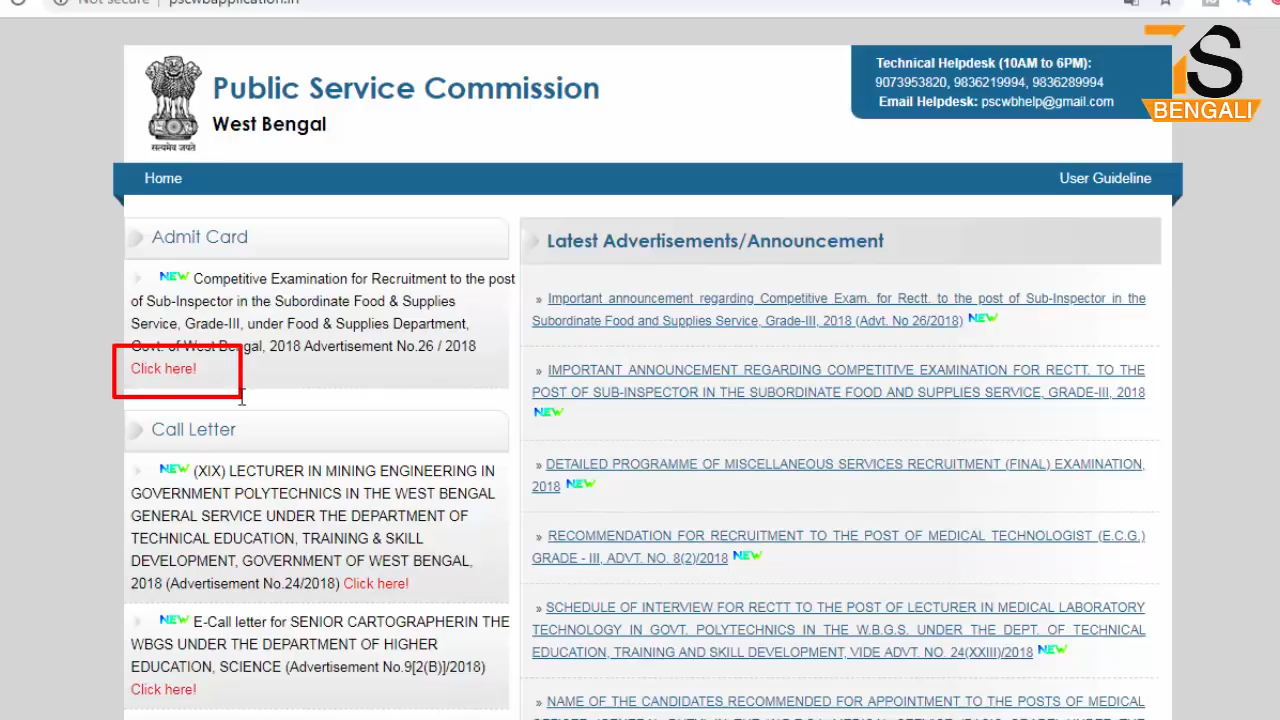 Not secure | pscwbapplication.in
Public Service Commission
West Bengal
सत्यमेव जयते
Technical Helpdesk (10AM to 6PM):
9073953820, 9836219994, 9836289994
Email Helpdesk: pscwbhelp@gmail.com
7S
BENGALI
Home
User Guideline
Admit Card
NEW Competitive Examination for Recruitment to the post
of Sub-Inspector in the Subordinate Food & Supplies
Service, Grade-III, under Food & Supplies Department,
Govt. of West Bengal, 2018 Advertisement No.26 / 2018
Click here!
Call Letter
NEW (XIX) LECTURER IN MINING ENGINEERING IN
GOVERNMENT POLYTECHNICS IN THE WEST BENGAL
GENERAL SERVICE UNDER THE DEPARTMENT OF
TECHNICAL EDUCATION, TRAINING & SKILL
DEVELOPMENT, GOVERNMENT OF WEST BENGAL,
2018 (Advertisement No.24/2018) Click here!
NEW E-Call letter for SENIOR CARTOGRAPHERIN THE
WBGS UNDER THE DEPARTMENT OF HIGHER
EDUCATION, SCIENCE (Advertisement No.9[2(B)]/2018)
Click here!
Latest Advertisements/Announcement
» Important announcement regarding Competitive Exam. for Rectt. to the post of Sub-Inspector in the
Subordinate Food and Supplies Service, Grade-III, 2018 (Advt. No 26/2018) NEW
» IMPORTANT ANNOUNCEMENT REGARDING COMPETITIVE EXAMINATION FOR RECTT. TO THE
POST OF SUB-INSPECTOR IN THE SUBORDINATE FOOD AND SUPPLIES SERVICE, GRADE-III, 2018
NEW
» DETAILED PROGRAMME OF MISCELLANEOUS SERVICES RECRUITMENT (FINAL) EXAMINATION,
2018 NEW
» RECOMMENDATION FOR RECRUITMENT TO THE POST OF MEDICAL TECHNOLOGIST (E.C.G.)
GRADE - III, ADVT. NO. 8(2)/2018 NEW
» SCHEDULE OF INTERVIEW FOR RECTT TO THE POST OF LECTURER IN MEDICAL LABORATORY
TECHNOLOGY IN GOVT. POLYTECHNICS IN THE W.B.G.S. UNDER THE DEPT. OF TECHNICAL
EDUCATION, TRAINING AND SKILL DEVELOPMENT, VIDE ADVT. NO. 24(XXIII)/2018 NEW
» NAME OF THE CANDIDATES RECOMMENDED FOR APPOINTMENT TO THE POSTS OF MEDICAL